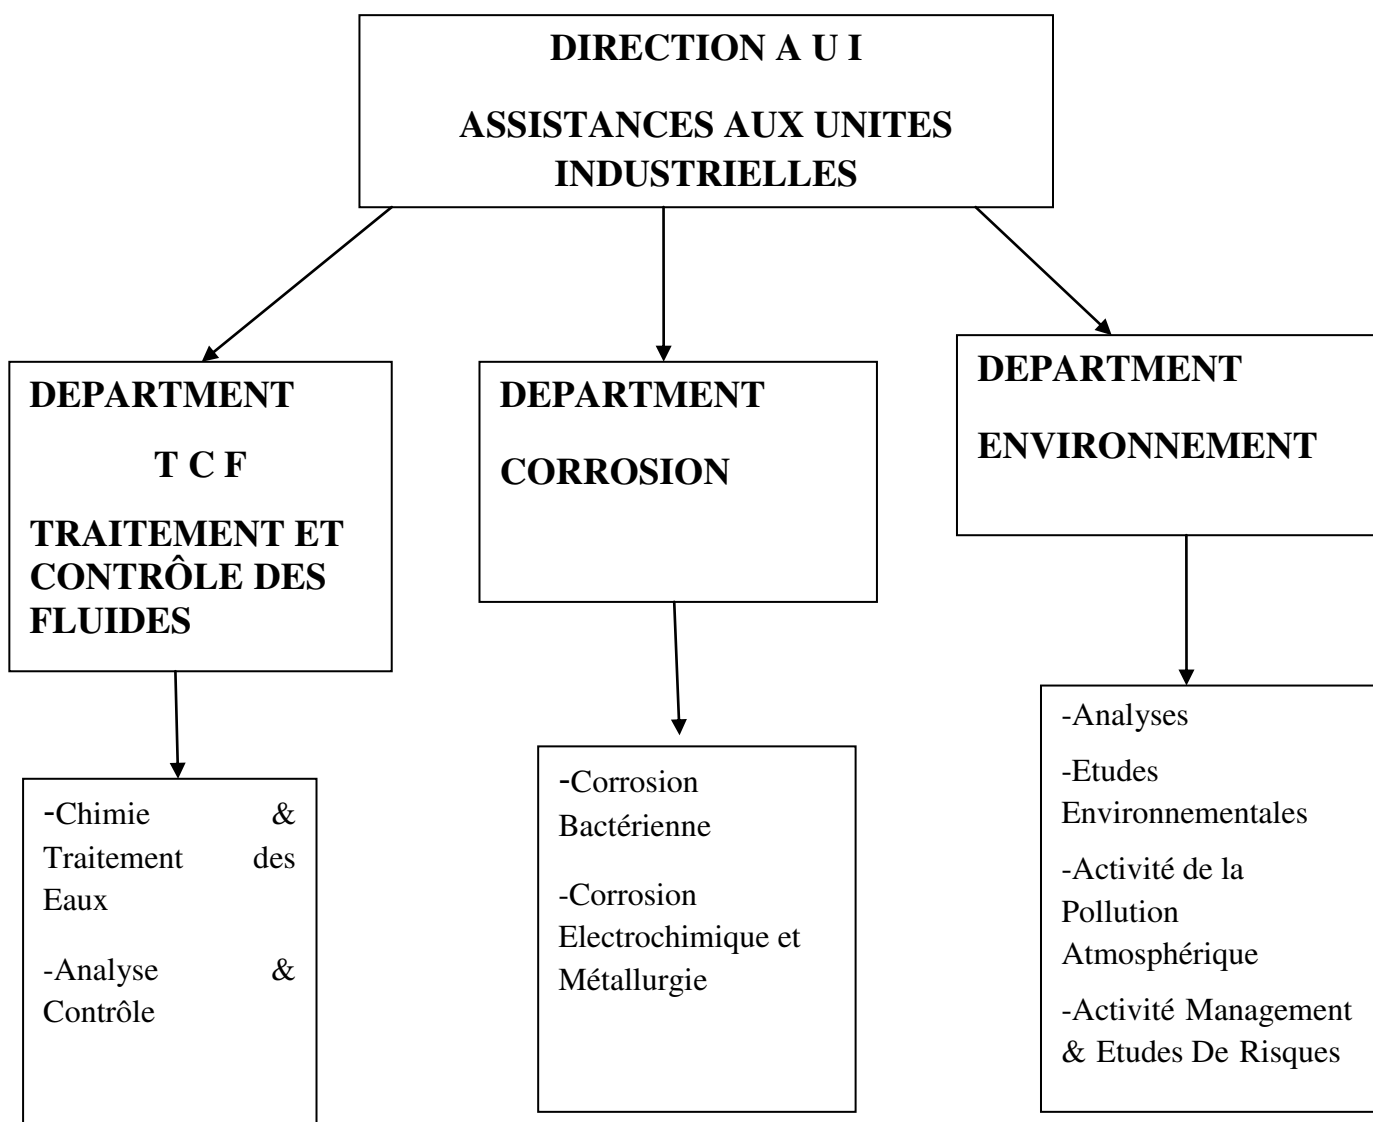 DIRECTION A U I
ASSISTANCES AUX UNITES
INDUSTRIELLES
DEPARTMENT
T C F
TRAITEMENT ET
CONTRÔLE DES
FLUIDES
DEPARTMENT
CORROSION
DEPARTMENT
ENVIRONNEMENT
-Chimie &
Traitement des
Eaux
-Analyse &
Contrôle
-Corrosion
Bactérienne
-Corrosion
Electrochimique et
Métallurgie
-Analyses
-Etudes
Environnementales
-Activité de la
Pollution
Atmosphérique
-Activité Management
& Etudes De Risques